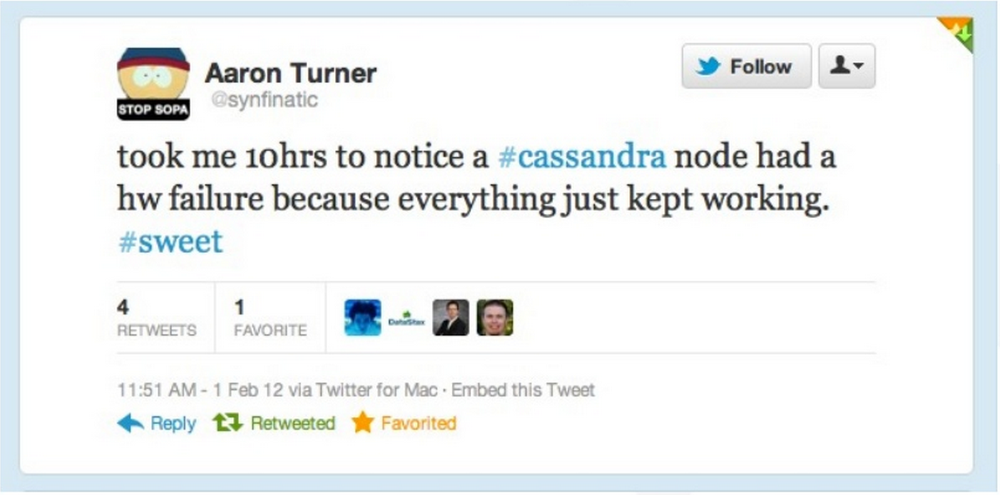 Aaron Turner
@synfinatic
STOP SOPA
Follow
took me 10hrs to notice a #cassandra node had a
hw failure because everything just kept working.
#sweet
4
RETWEETS
1
FAVORITE
DataStax
11:51 AM - 1 Feb 12 via Twitter for Mac · Embed this Tweet
Reply Retweeted Favorited